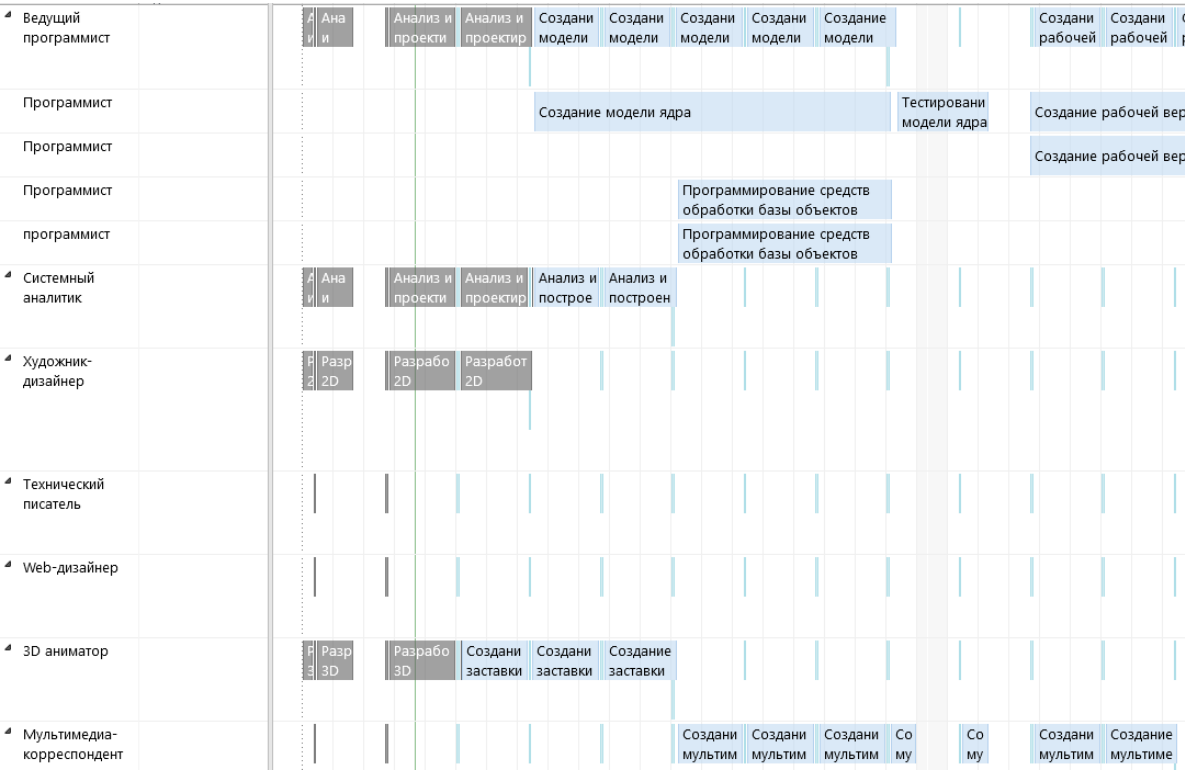 Ведущий
программист
А
и
Ана
и
Анализ и
проекти
Анализ и
проектир
Создани
модели
Создани
модели
Создани
модели
Создани
модели
Создание
модели
Создани
рабочей
Создани
рабочей
Программист
Создание модели ядра
Тестировани
модели ядра
Создание рабочей вер
Программист
Создание рабочей вер
Программист
Программирование средств
обработки базы объектов
программист
Программирование средств
обработки базы объектов
Системный
аналитик
А
и
Ана
и
Анализ и
проекти
Анализ и
проектир
Анализ и
построе
Анализ и
построен
Художник-
дизайнер
Р
2
Разр
2D
Разрабо
2D
Разработ
2D
Технический
писатель
Web-дизайнер
3D аниматор
Р
3
Разр
3D
Разрабо
3D
Создани
заставки
Создани
заставки
Создание
заставки
Мультимедиа-
корреспондент
Создани
мультим
Создани
мультим
Создани
мультим
Со
му
Со
му
Создани
мультим
Создание
мультиме